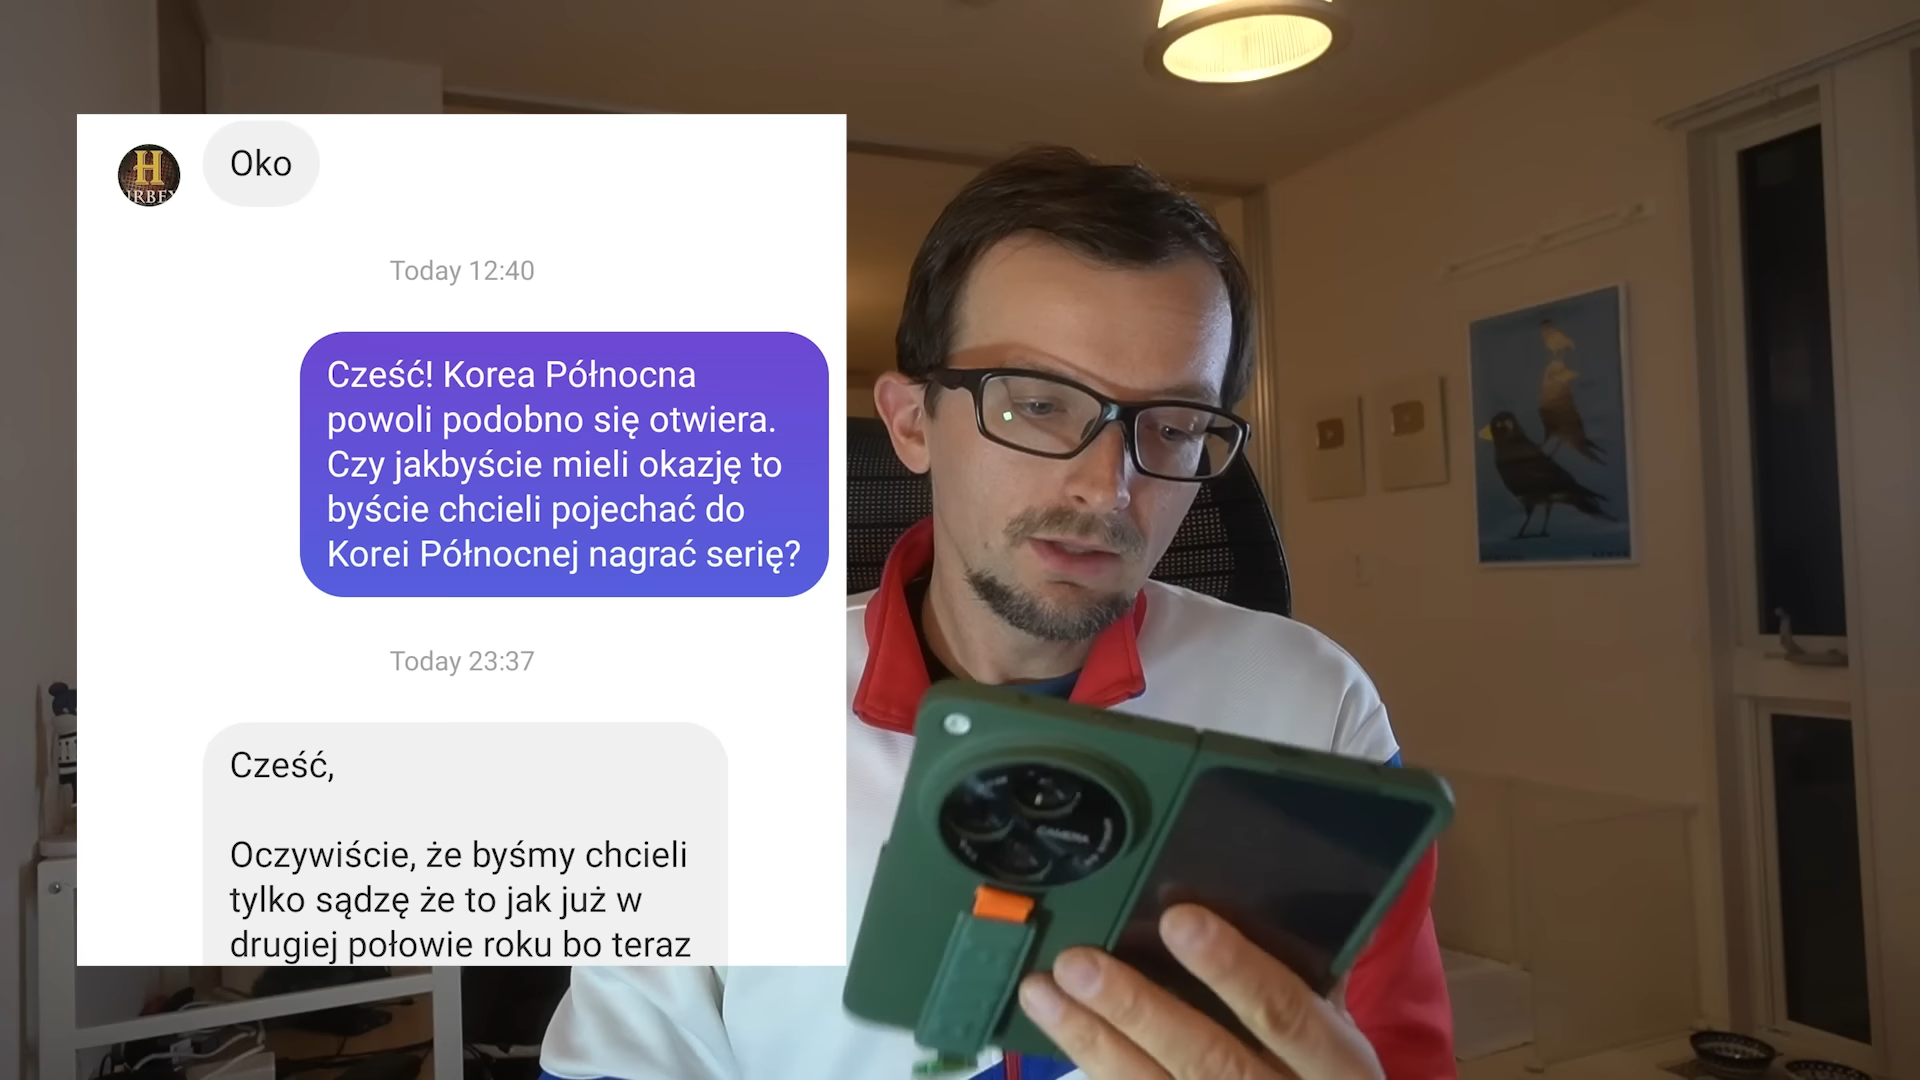 H
URBEX
Oko
Today 12:40
Cześć! Korea Północna
powoli podobno się otwiera.
Czy jakbyście mieli okazję to
byście chcieli pojechać do
Korei Północnej nagrać serię?
Today 23:37
Cześć,
Oczywiście, że byśmy chcieli
tylko sądzę że to jak już w
drugiej połowie roku bo teraz
CAMERA